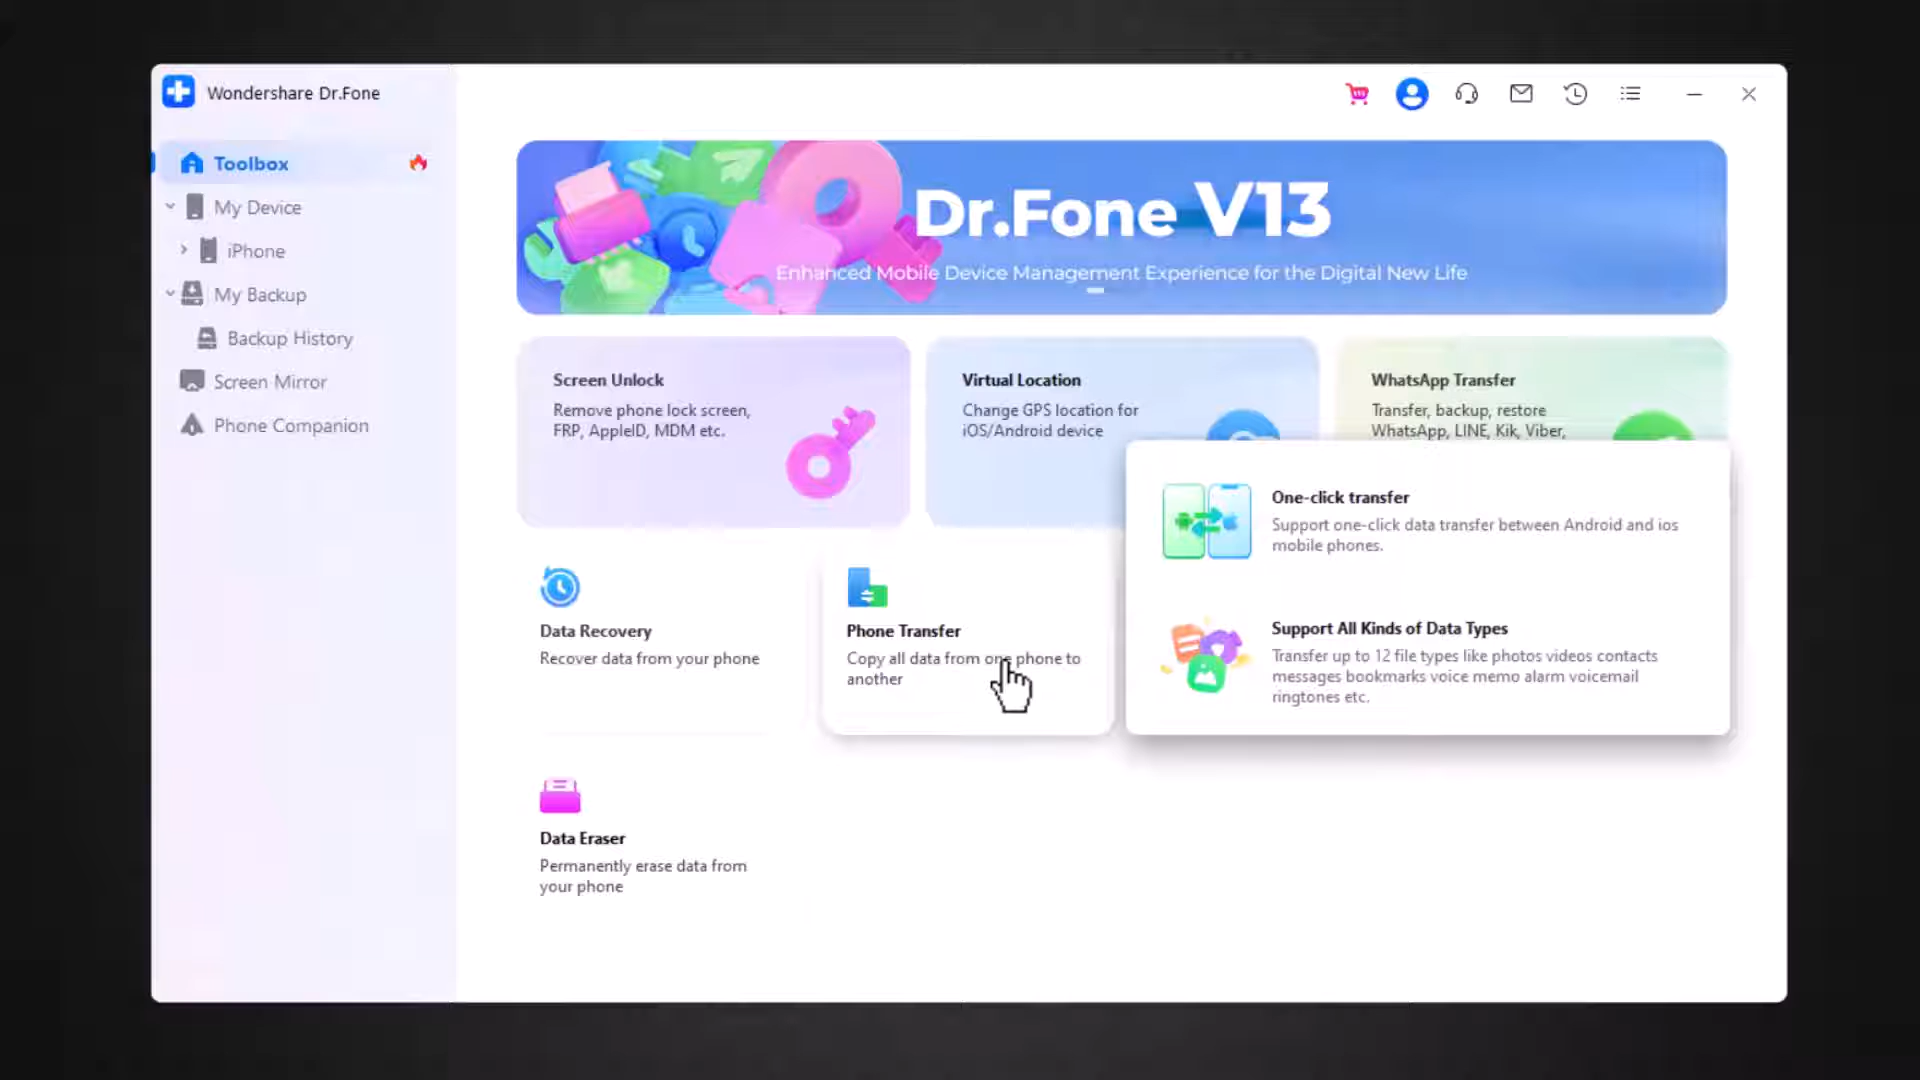 Wondershare Dr.Fone
Toolbox
My Device
iPhone
My Backup
Backup History
Screen Mirror
Phone Companion
Dr.Fone V13
Enhanced Mobile Device Management Experience for the Digital New Life
Screen Unlock
Remove phone lock screen,
FRP, AppleID, MDM etc.
Virtual Location
Change GPS location for
iOS/Android device
WhatsApp Transfer
Transfer, backup, restore
WhatsApp, LINE, Kik, Viber,
One-click transfer
Support one-click data transfer between Android and ios
mobile phones.
Support All Kinds of Data Types
Transfer up to 12 file types like photos videos contacts
messages bookmarks voice memo alarm voicemail
ringtones etc.
Data Recovery
Recover data from your phone
Phone Transfer
Copy all data from one phone to
another
Data Eraser
Permanently erase data from
your phone